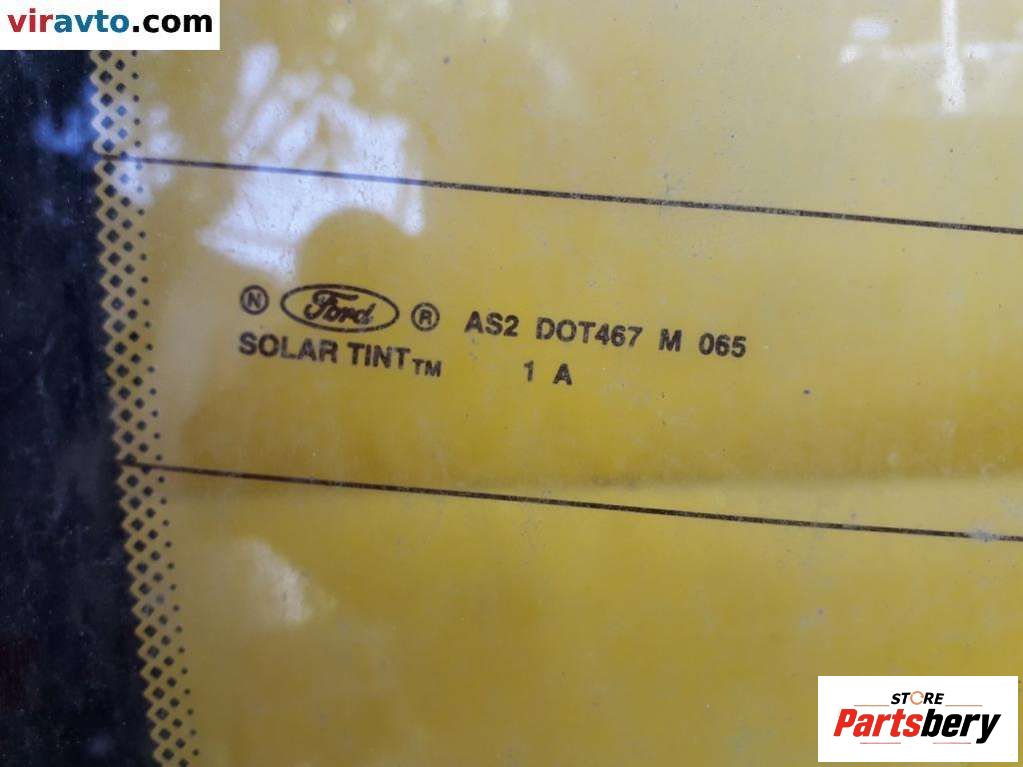 viravto.com
Ⓝ Ford ® AS2 DOT467 M 065
SOLAR TINT™ 1 A
STORE
Partsbery